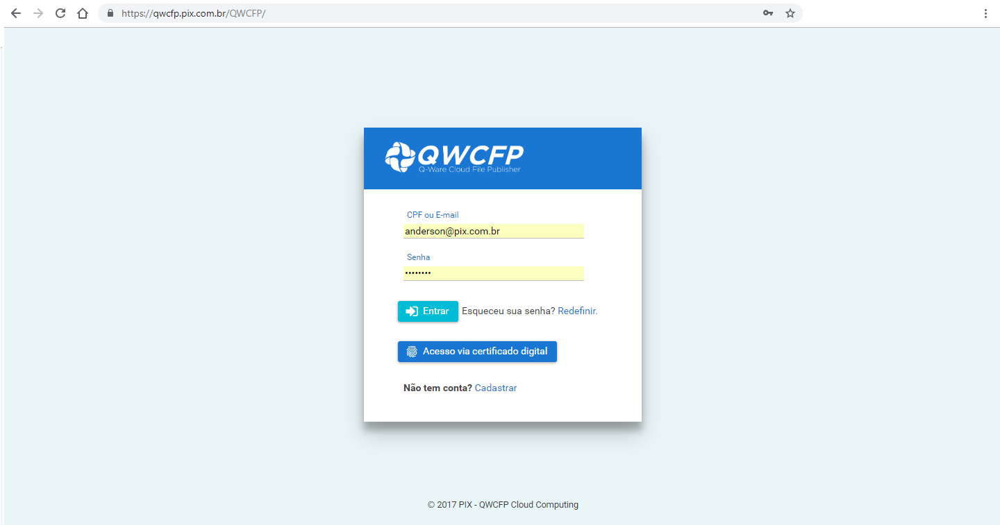 https://qwcfp.pix.com.br/QWCFP/
QWCFP
Q-Ware Cloud File Publisher
CPF ou E-mail
anderson@pix.com.br
Senha
••••••••
Entrar Esqueceu sua senha? Redefinir.
Acesso via certificado digital
Não tem conta? Cadastrar
© 2017 PIX - QWCFP Cloud Computing